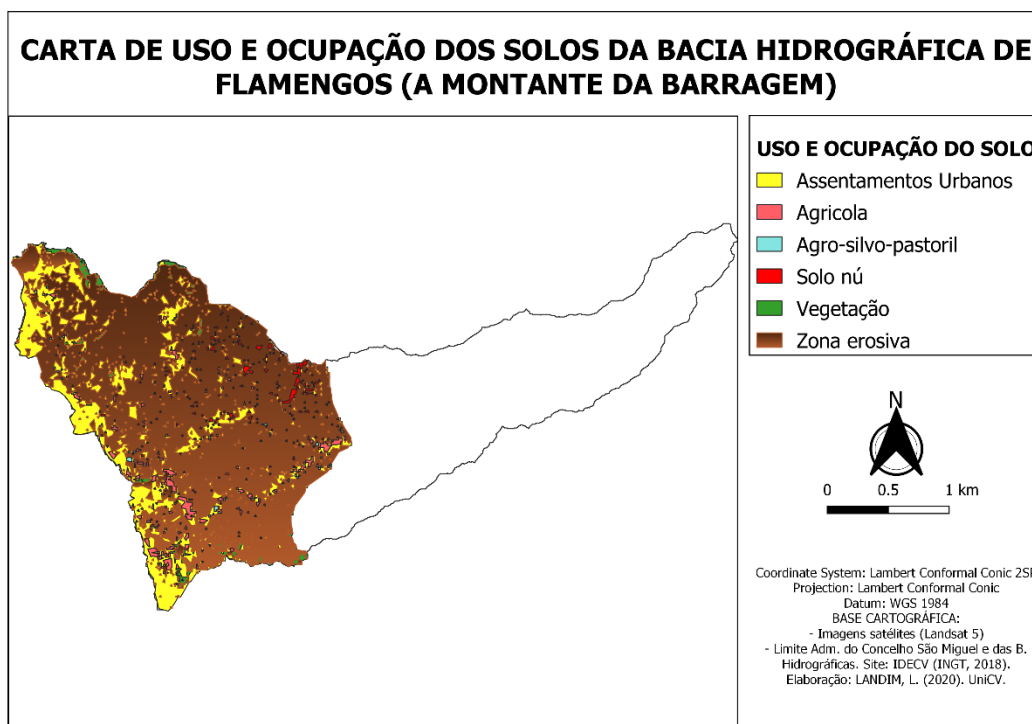 CARTA DE USO E OCUPAÇÃO DOS SOLOS DA BACIA HIDROGRÁFICA DE
FLAMENGOS (A MONTANTE DA BARRAGEM)
USO E OCUPAÇÃO DO SOLO
Assentamentos Urbanos
Agricola
Agro-silvo-pastoril
Solo nú
Vegetação
Zona erosiva
N
0 0.5 1 km
Coordinate System: Lambert Conformal Conic 2SP
Projection: Lambert Conformal Conic
Datum: WGS 1984
BASE CARTOGRÁFICA:
- Imagens satélites (Landsat 5)
- Limite Adm. do Concelho São Miguel e das B.
Hidrográficas. Site: IDECV (INGT, 2018).
Elaboração: LANDIM, L. (2020). UniCV.